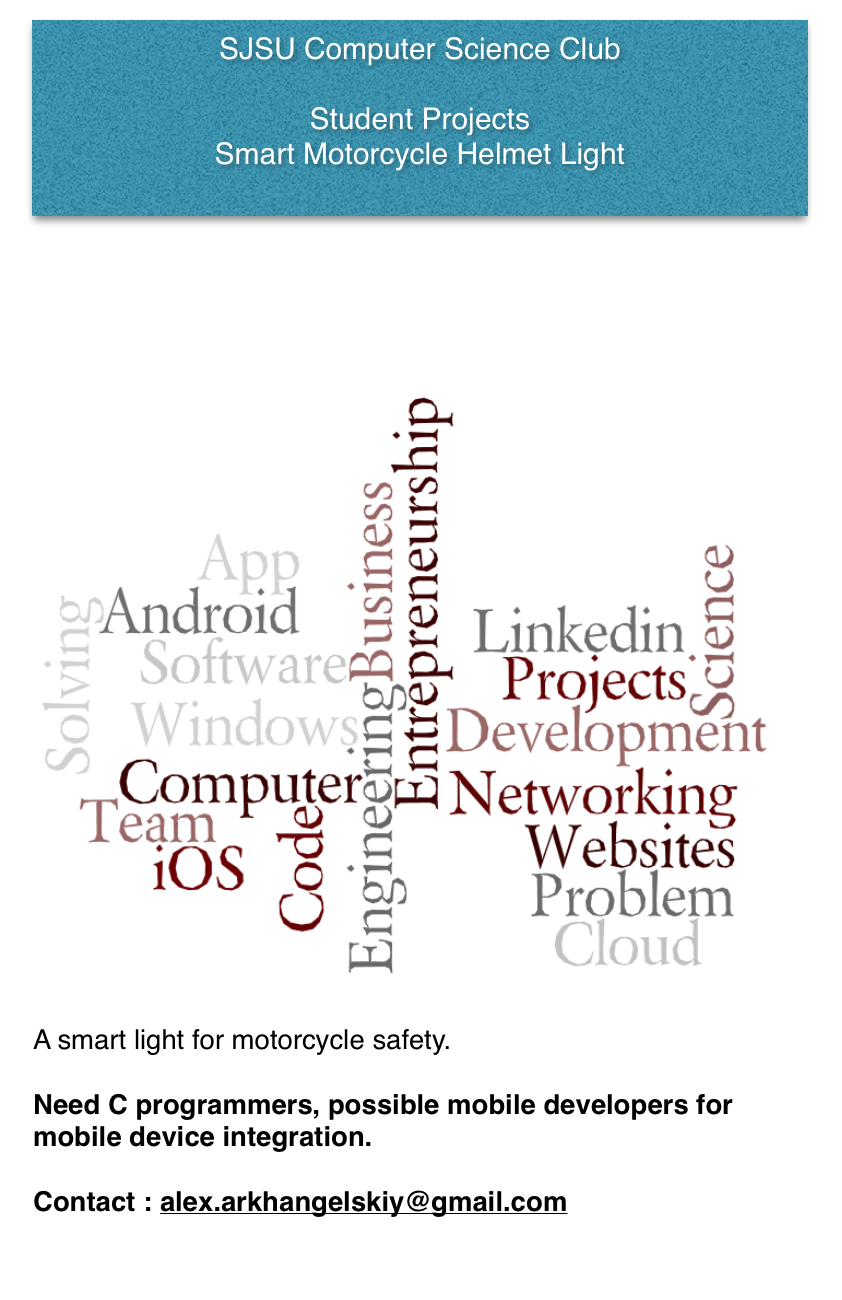 SJSU Computer Science Club
Student Projects
Smart Motorcycle Helmet Light
Entrepreneurship
Business
App
Android
Solving
Software
Windows
Engineering
Computer
Team
iOS
Code
Linkedin
Science
Projects
Development
Networking
Websites
Problem
Cloud
A smart light for motorcycle safety.
Need C programmers, possible mobile developers for
mobile device integration.
Contact : alex.arkhangelskiy@gmail.com